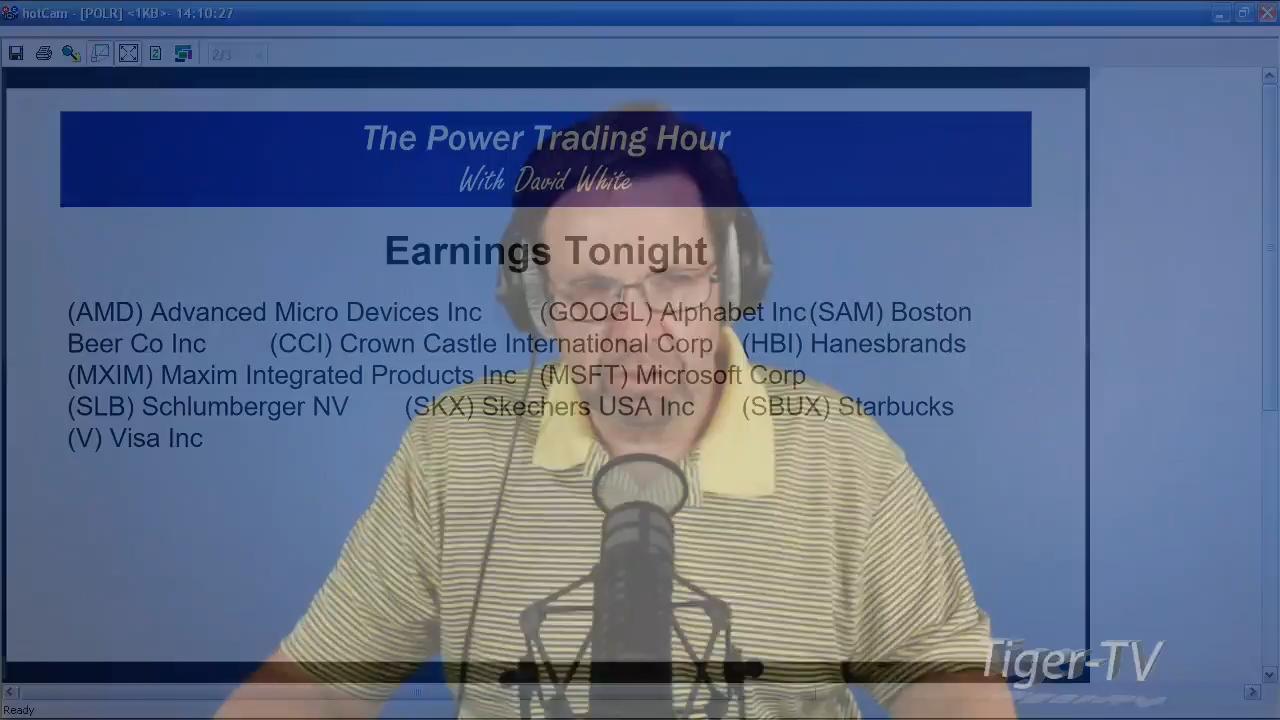 hotCam - [POLR] <1KB>- 14:10:27
2/3
The Power Trading Hour
With David White
Earnings Tonight
(AMD) Advanced Micro Devices Inc (GOOGL) Alphabet Inc (SAM) Boston
Beer Co Inc (CCI) Crown Castle International Corp (HBI) Hanesbrands
(MXIM) Maxim Integrated Products Inc (MSFT) Microsoft Corp
(SLB) Schlumberger NV (SKX) Skechers USA Inc (SBUX) Starbucks
(V) Visa Inc
Tiger-TV
Ready